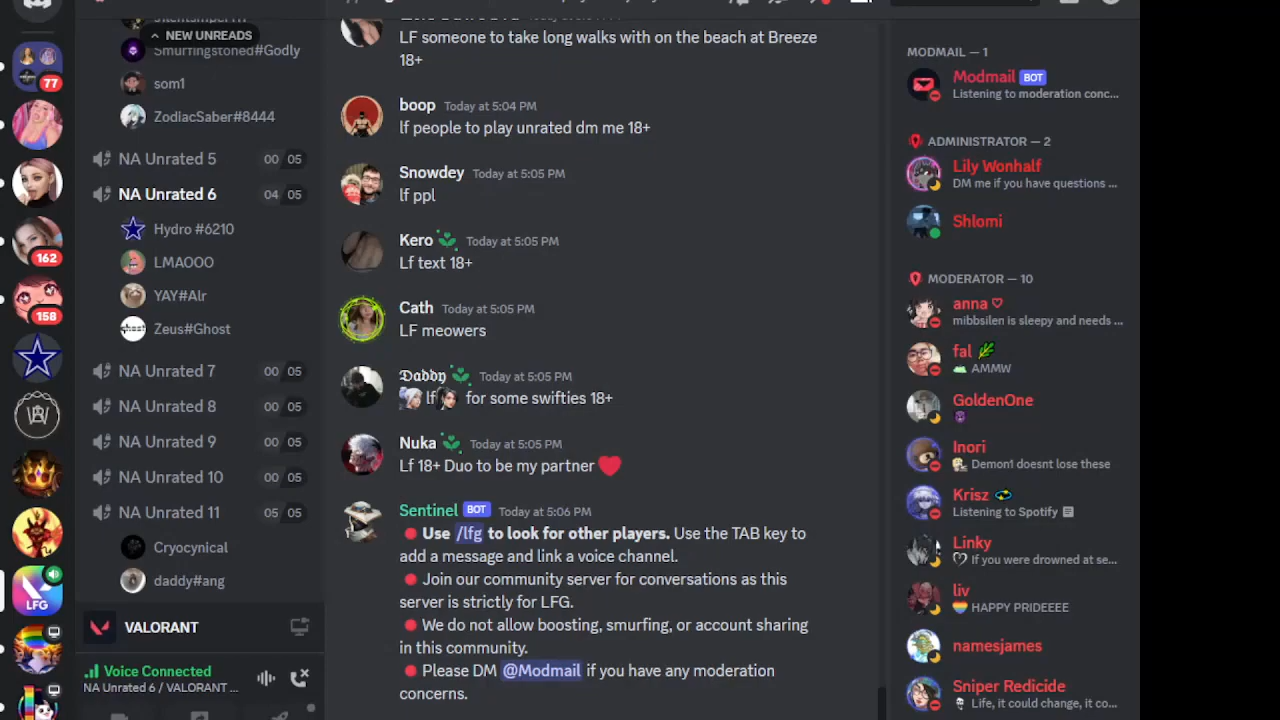 NEW UNREADS
Smurfingstoned#Godly
som1
ZodiacSaber#8444
NA Unrated 5 00 05
NA Unrated 6 04 05
Hydro #6210
LMAOOO
YAY#Alr
Zeus#Ghost
NA Unrated 7 00 05
NA Unrated 8 00 05
NA Unrated 9 00 05
NA Unrated 10 00 05
NA Unrated 11 05 05
Cryocynical
daddy#ang
VALORANT
Voice Connected
NA Unrated 6 / VALORANT ...
77
162
158
LFG
LF someone to take long walks with on the beach at Breeze
18+
boop Today at 5:04 PM
lf people to play unrated dm me 18+
Snowdey Today at 5:05 PM
lf ppl
Kero Today at 5:05 PM
Lf text 18+
Cath Today at 5:05 PM
LF meowers
Dabby Today at 5:05 PM
lf for some swifties 18+
Nuka Today at 5:05 PM
Lf 18+ Duo to be my partner
Sentinel BOT Today at 5:06 PM
Use /lfg to look for other players. Use the TAB key to
add a message and link a voice channel.
Join our community server for conversations as this
server is strictly for LFG.
We do not allow boosting, smurfing, or account sharing
in this community.
Please DM @Modmail if you have any moderation
concerns.
MODMAIL — 1
Modmail BOT
Listening to moderation conc...
ADMINISTRATOR — 2
Lily Wonhalf
DM me if you have questions ...
Shlomi
MODERATOR — 10
anna ♡
mibbsilen is sleepy and needs ...
fal
AMMW
GoldenOne
Inori
Demon1 doesnt lose these
Krisz
Listening to Spotify
Linky
If you were drowned at se...
liv
HAPPY PRIDEEEE
namesjames
Sniper Redicide
Life, it could change, it co...